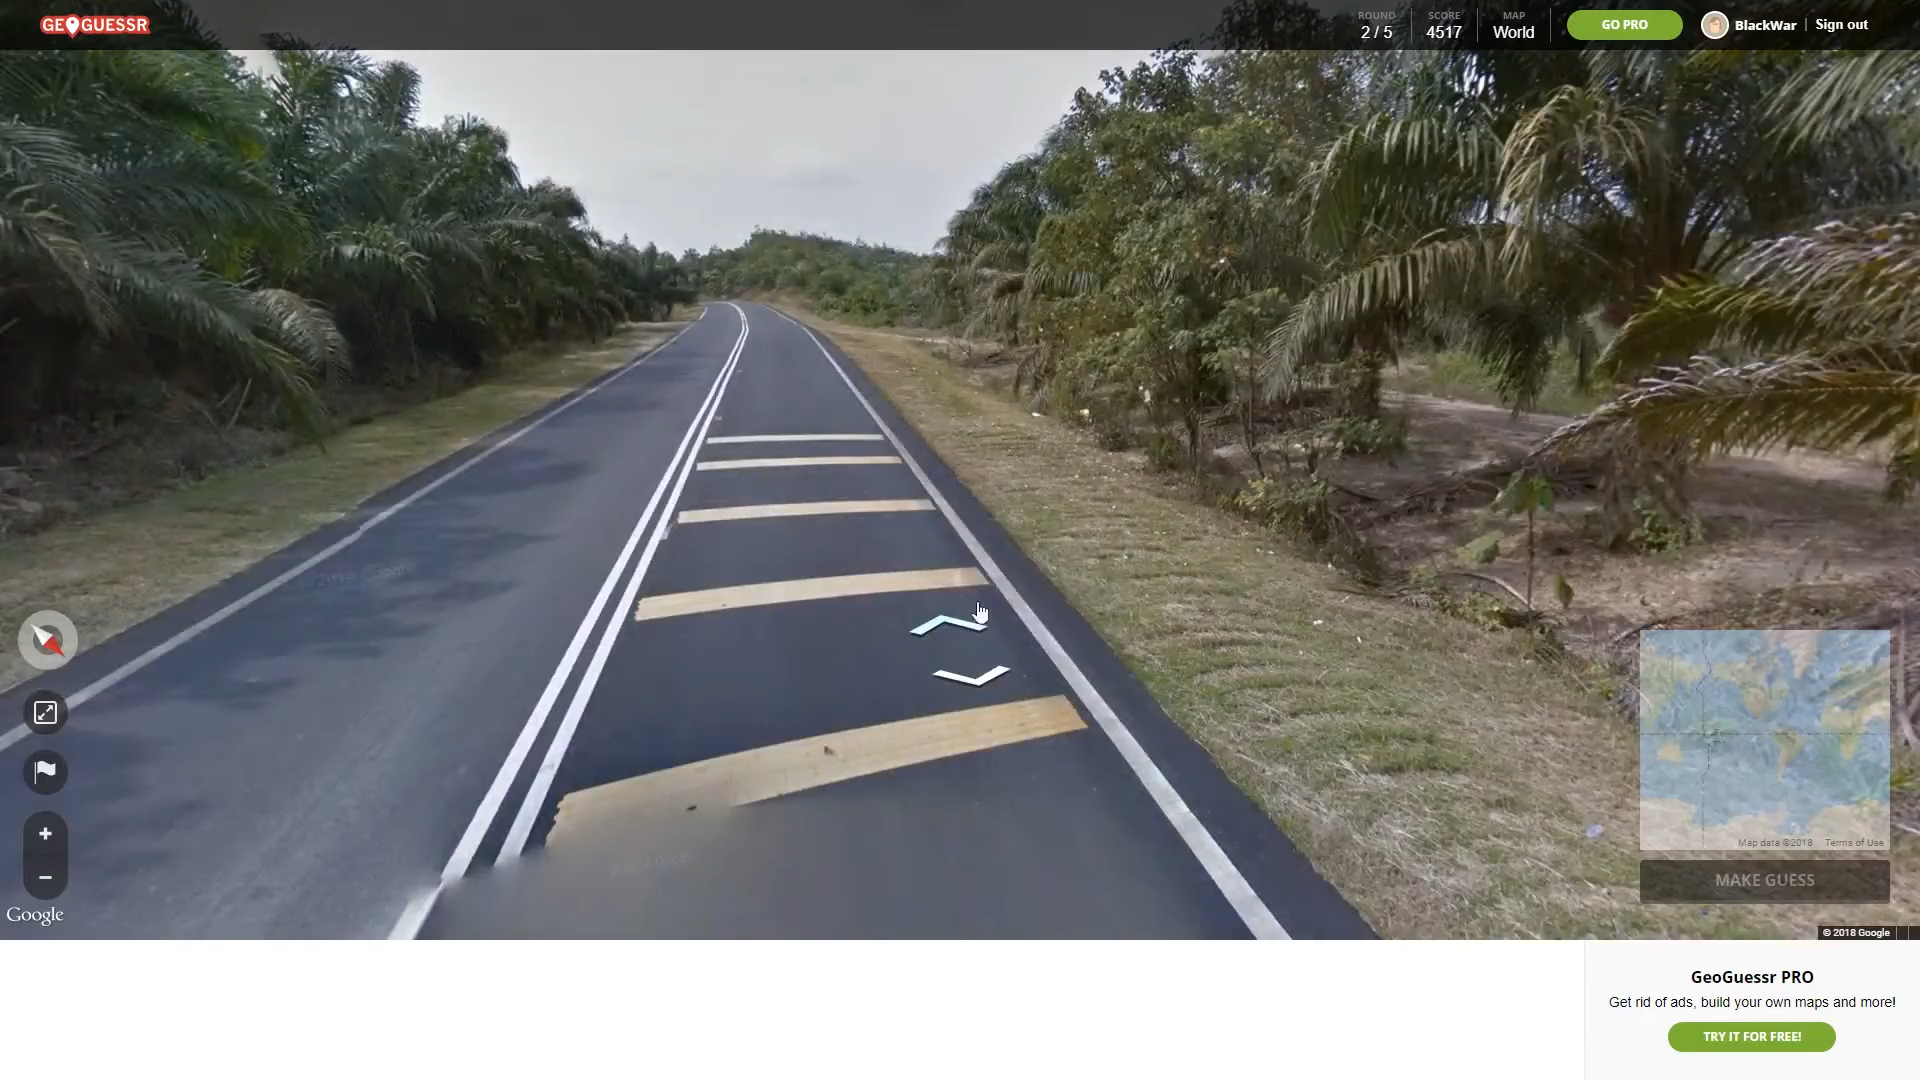 GEOGUESSR
ROUND
2 / 5
SCORE
4517
MAP
World
GO PRO
BlackWar
Sign out
Map data ©2018
Terms of Use
MAKE GUESS
Google
© 2018 Google
GeoGuessr PRO
Get rid of ads, build your own maps and more!
TRY IT FOR FREE!